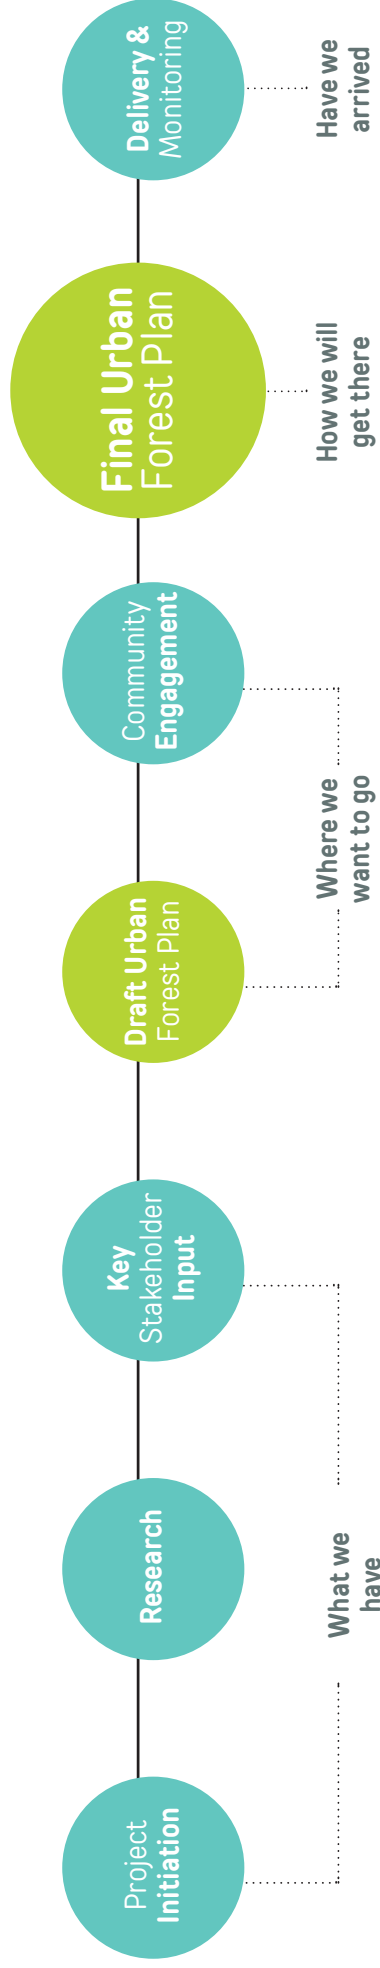 Project
Initiation
Research
Key
Stakeholder
Input
Draft Urban
Forest Plan
Community
Engagement
Final Urban
Forest Plan
Delivery &
Monitoring
What we
have
Where we
want to go
How we will
get there
Have we
arrived